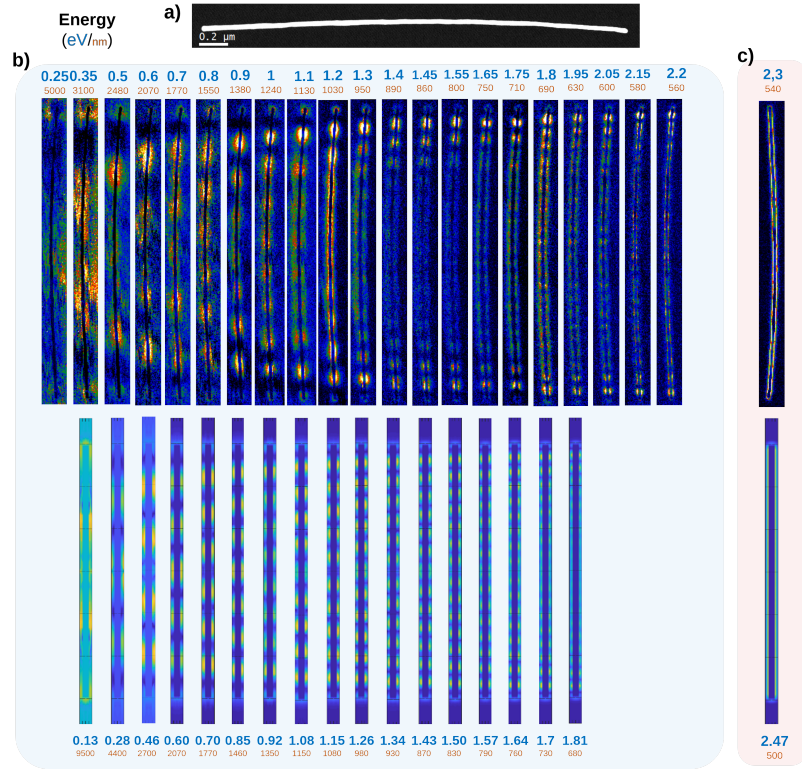 Energy
(eV/nm)
a)
0.2 µm
b)
0.25 0.35 0.5 0.6 0.7 0.8 0.9 1 1.1 1.2 1.3 1.4 1.45 1.55 1.65 1.75 1.8 1.95 2.05 2.15 2.2
5000 3100 2480 2070 1770 1550 1380 1240 1130 1030 950 890 860 800 750 710 690 630 600 580 560
c)
2,3
540
0.13 0.28 0.46 0.60 0.70 0.85 0.92 1.08 1.15 1.26 1.34 1.43 1.50 1.57 1.64 1.7 1.81
9500 4400 2700 2070 1770 1460 1350 1150 1080 980 930 870 830 790 760 730 680
2.47
500